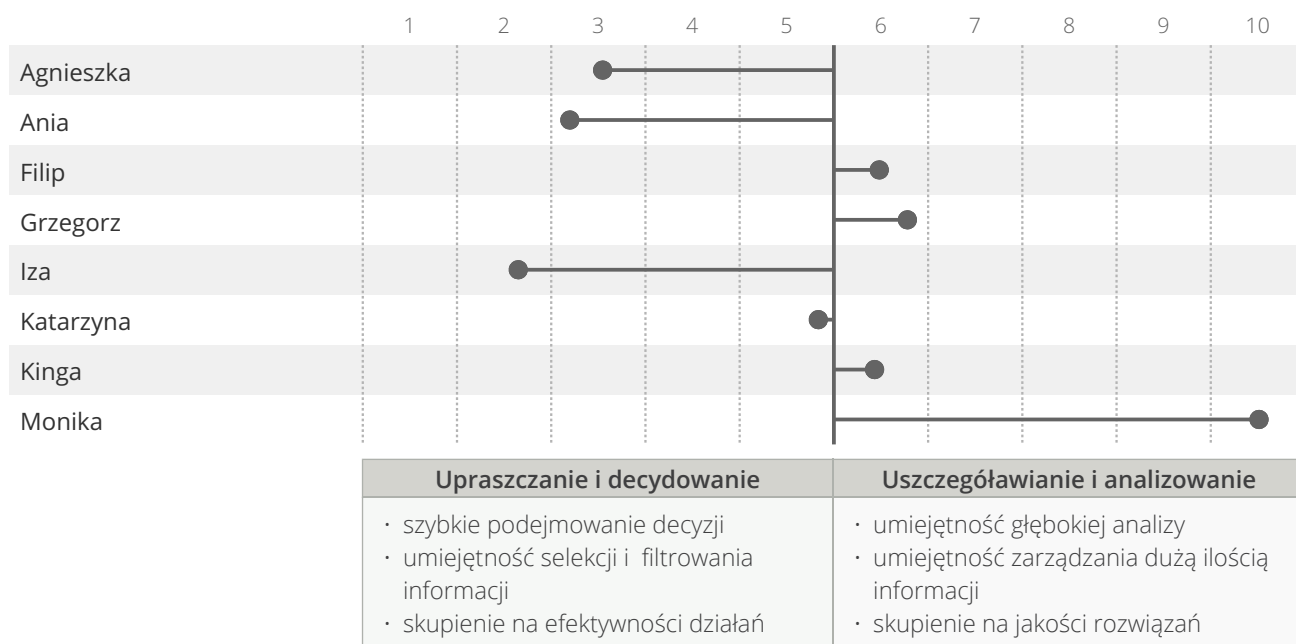 1 2 3 4 5 6 7 8 9 10
Agnieszka
Ania
Filip
Grzegorz
Iza
Katarzyna
Kinga
Monika
Upraszczanie i decydowanie
· szybkie podejmowanie decyzji
· umiejętność selekcji i filtrowania
informacji
· skupienie na efektywności działań
Uszczegóławianie i analizowanie
· umiejętność głębokiej analizy
· umiejętność zarządzania dużą ilością
informacji
· skupienie na jakości rozwiązań